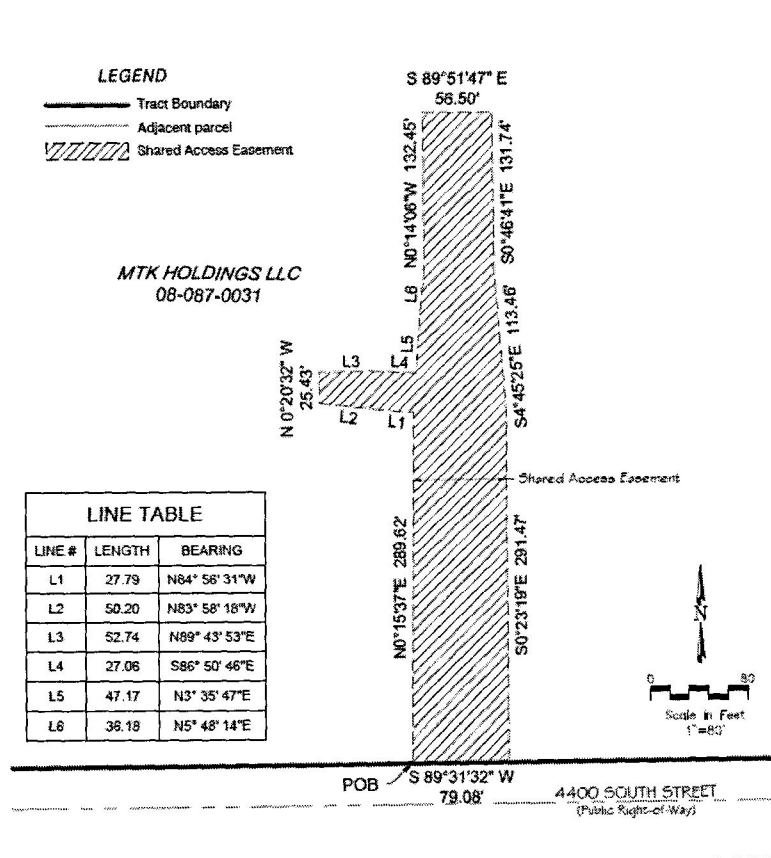 LEGEND
Tract Boundary
Adjacent parcel
Shared Access Easement
S 89°51'47" E
56.50'
N0°14'06"W 132.45'
S0°46'41"E 131.74'
MTK HOLDINGS LLC
08-087-0031
L6
L5
S4°45'25"E 113.46'
N 0°20'32" W
25.43'
L3 L4
L2 L1
Shared Access Easement
N0°15'37"E 289.62'
S0°23'19"E 291.47'
LINE TABLE
LINE # LENGTH BEARING
L1 27.79 N84° 56' 31"W
L2 50.20 N83° 58' 18"W
L3 52.74 N89° 43' 53"E
L4 27.06 S86° 50' 46"E
L5 47.17 N3° 35' 47"E
L6 36.18 N5° 48' 14"E
N
0 80
Scale in Feet
1"=80'
POB
S 89°31'32" W
79.08'
4400 SOUTH STREET
(Public Right-of-Way)